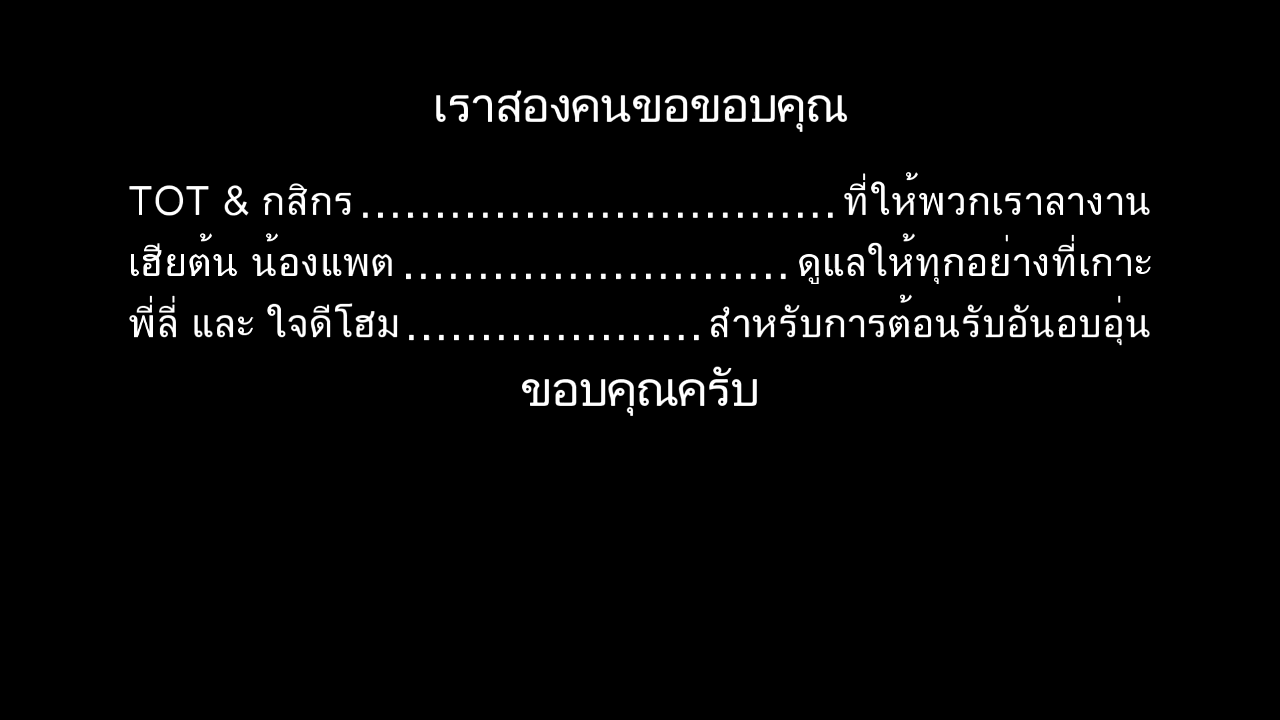 เราสองคนขอขอบคุณ
TOT & กสิกร................................ที่ให้พวกเราลางาน
เฮียต้น น้องแพต ..........................ดูแลให้ทุกอย่างที่เกาะ
พี่ลี่ และ ใจดีโฮม....................สำหรับการต้อนรับอันอบอุ่น
ขอบคุณครับ